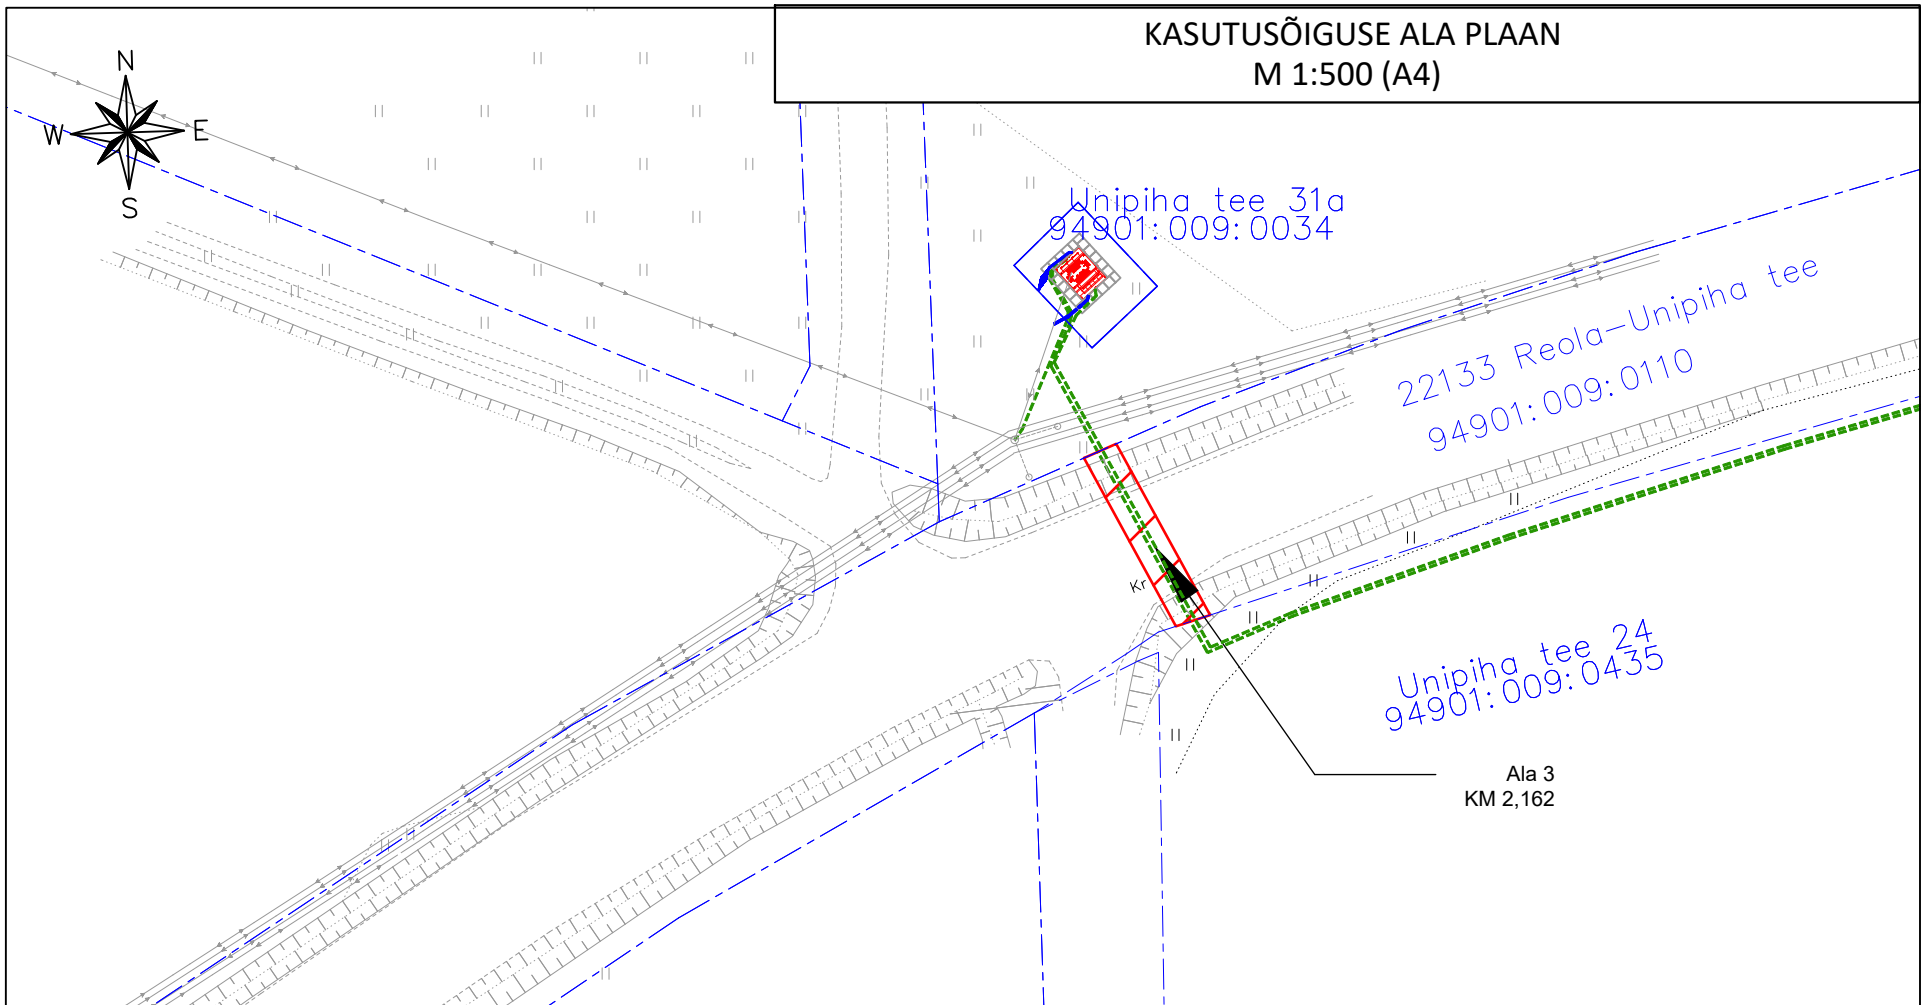 KASUTUSÕIGUSE ALA PLAAN
M 1:500 (A4)
N
W
E
S
Unipiha tee 31a
94901:009:0034
22133 Reola-Unipiha tee
94901:009:0110
Kr
Unipiha tee 24
94901:009:0435
Ala 3
KM 2,162